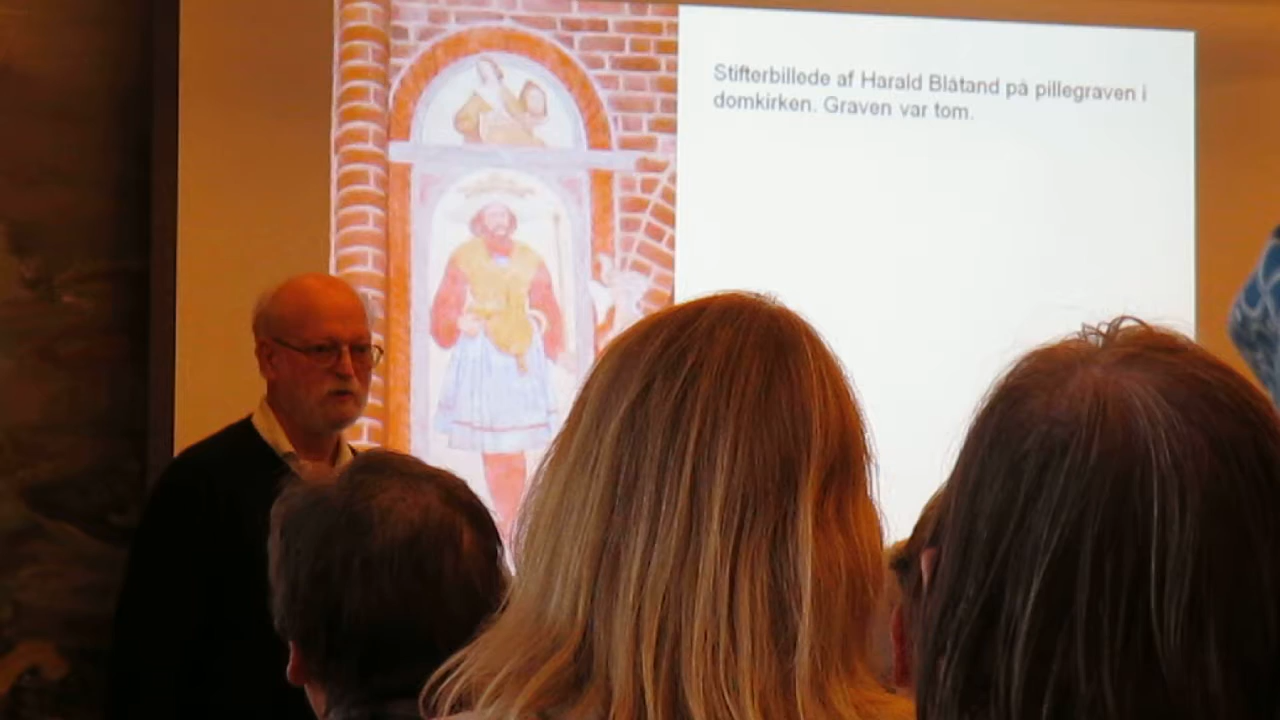 Stifterbillede af Harald Blåtand på pillegraven i
domkirken. Graven var tom.